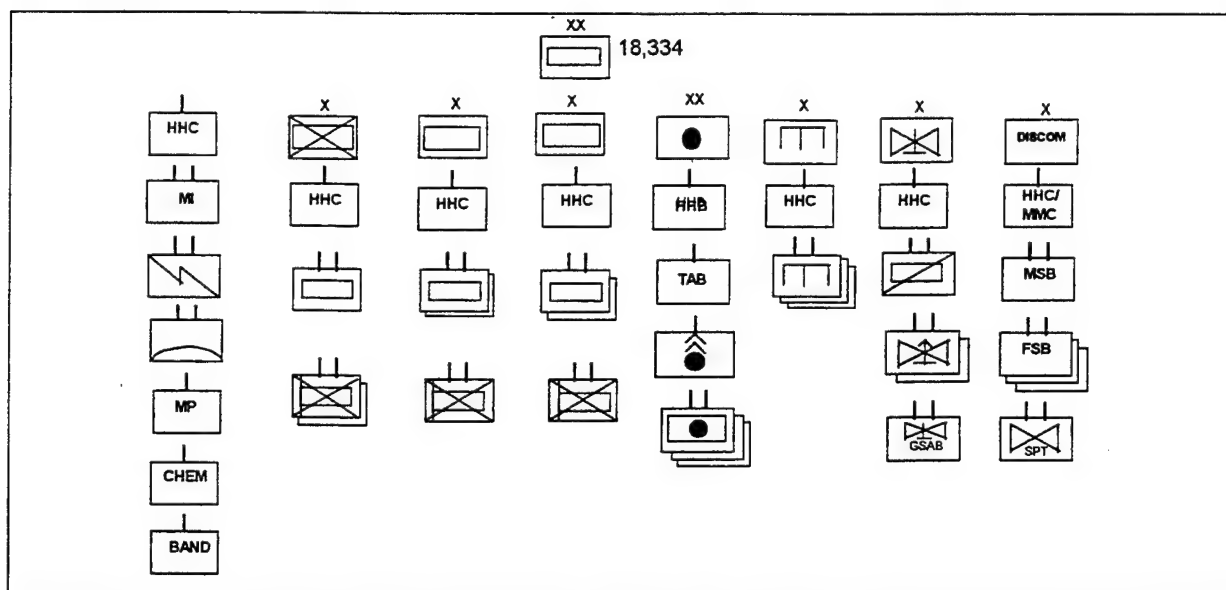 XX
18,334
X
X
X
XX
X
X
X
HHC
DISCOM
MI
HHC
HHC
HHC
HHB
HHC
HHC
HHC/
MMC
TAB
MSB
FSB
MP
GSAB
SPT
CHEM
BAND